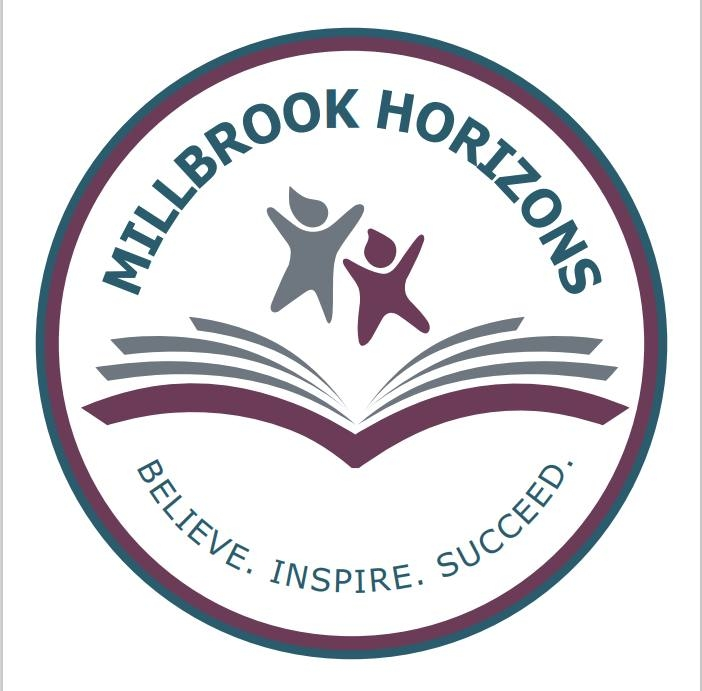 MILLBROOK HORIZONS
BELIEVE. INSPIRE. SUCCEED.